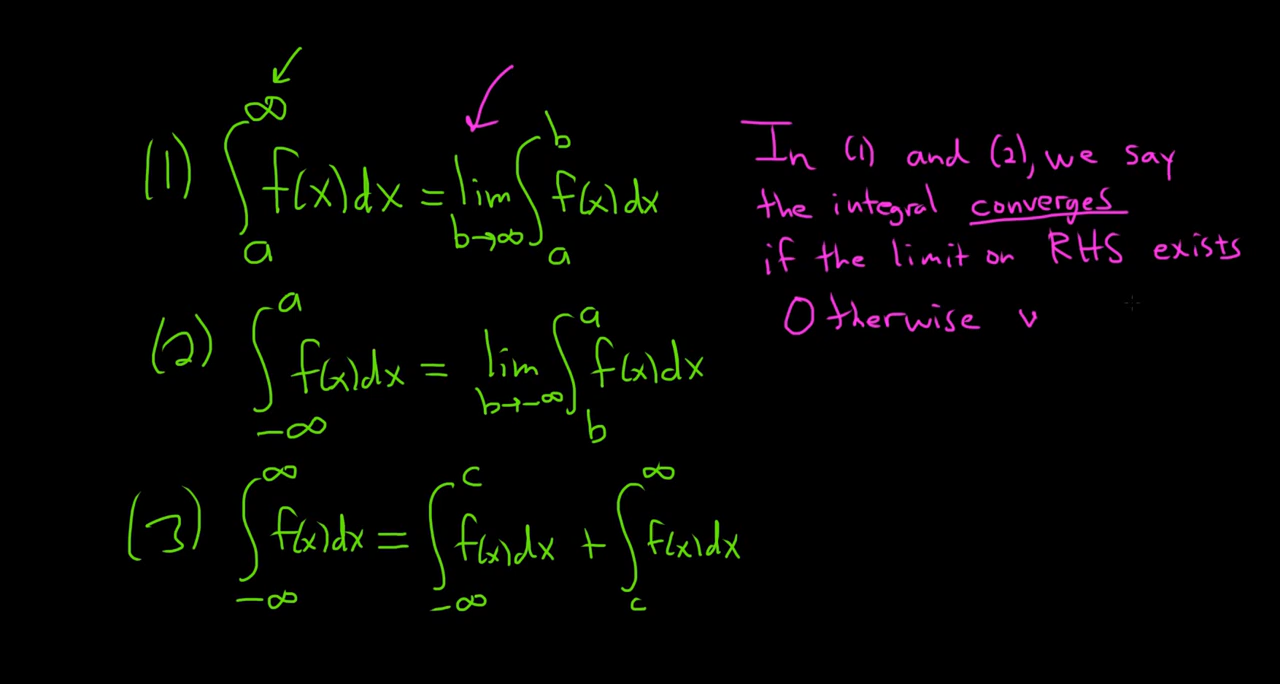 (1) ∫_a^∞ f(x)dx = lim_{b→∞} ∫_a^b f(x)dx
(2) ∫_{-∞}^a f(x)dx = lim_{b→-∞} ∫_b^a f(x)dx
(3) ∫_{-∞}^∞ f(x)dx = ∫_{-∞}^c f(x)dx + ∫_c^∞ f(x)dx
In (1) and (2), we say
the integral converges
if the limit on RHS exists
Otherwise v